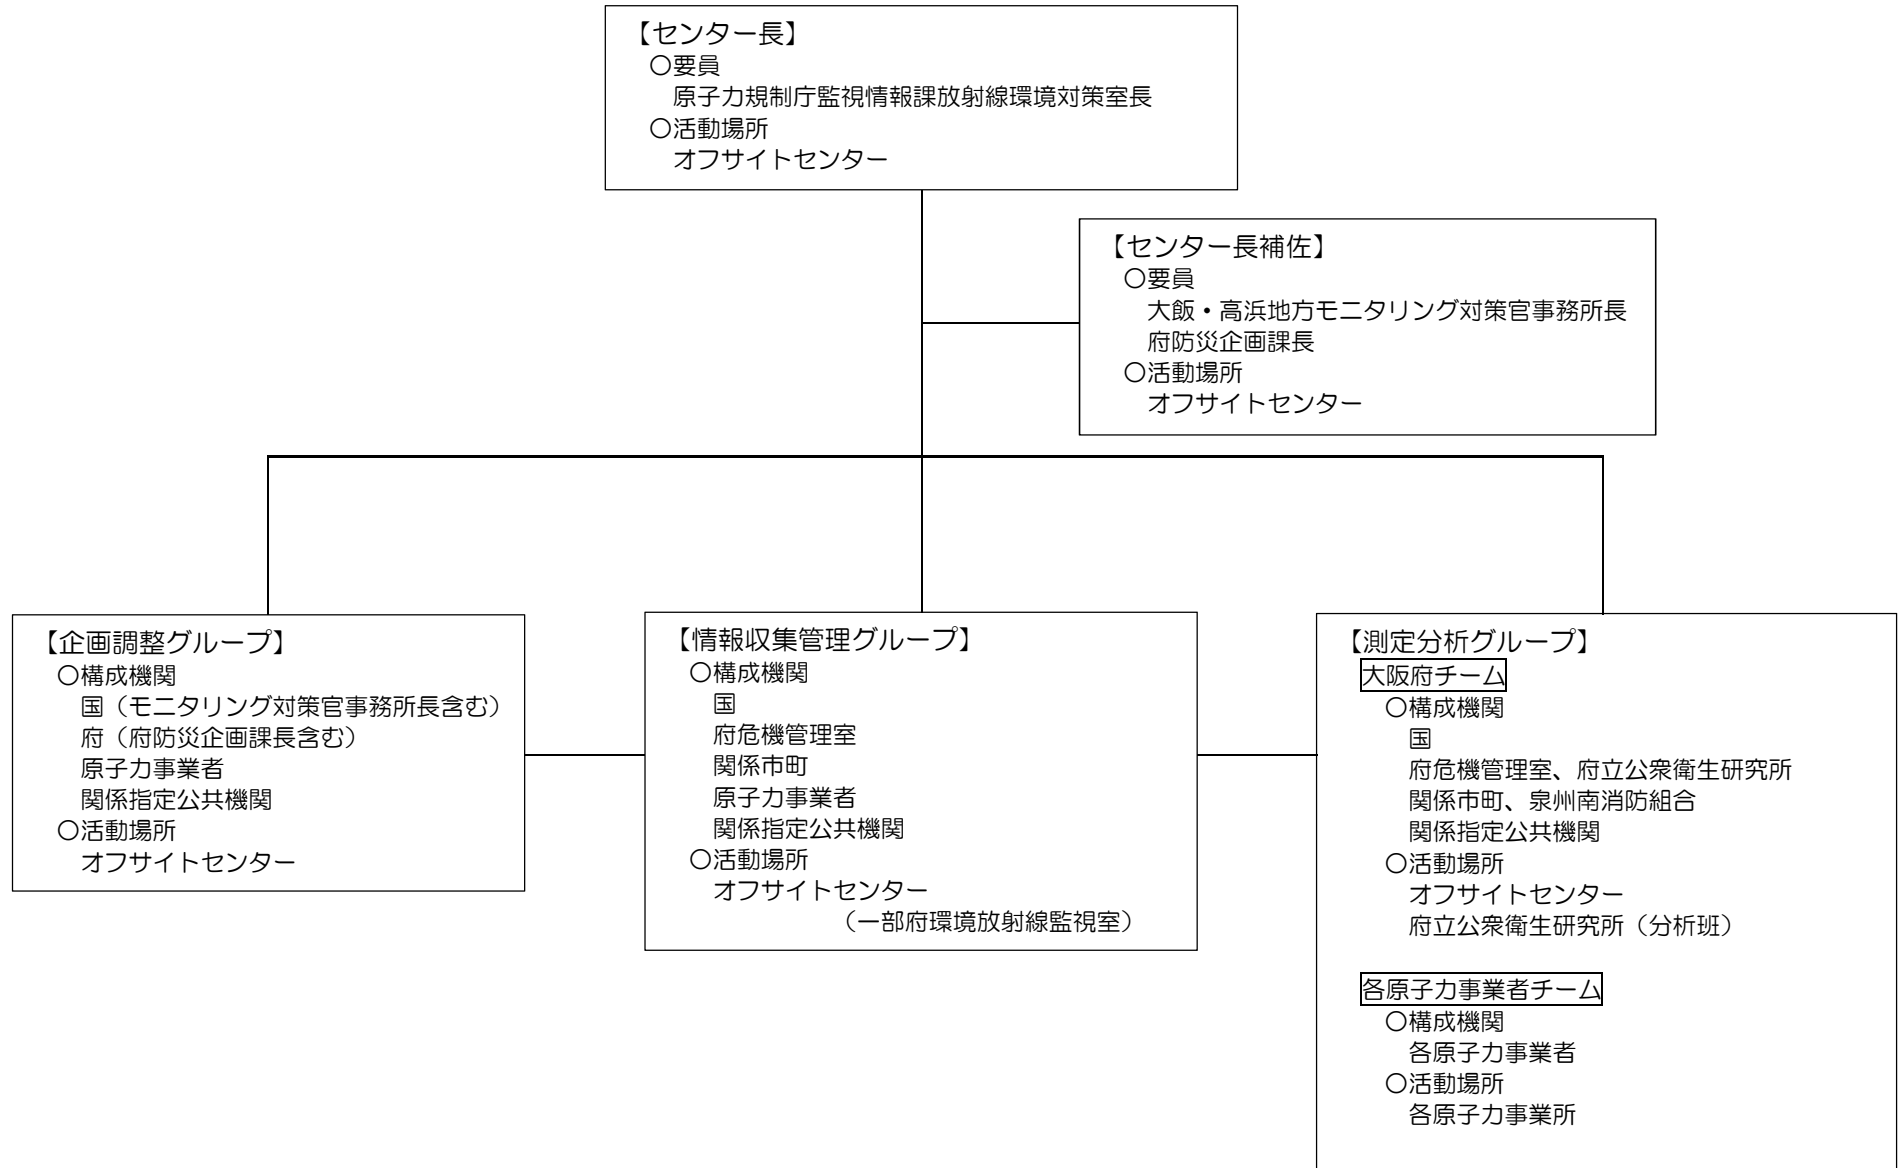 【センター長】
〇要員
原子力規制庁監視情報課放射線環境対策室長
〇活動場所
オフサイトセンター
【センター長補佐】
〇要員
大飯・高浜地方モニタリング対策官事務所長
府防災企画課長
〇活動場所
オフサイトセンター
【企画調整グループ】
〇構成機関
国（モニタリング対策官事務所長含む）
府（府防災企画課長含む）
原子力事業者
関係指定公共機関
〇活動場所
オフサイトセンター
【情報収集管理グループ】
〇構成機関
国
府危機管理室
関係市町
原子力事業者
関係指定公共機関
〇活動場所
オフサイトセンター
（一部府環境放射線監視室）
【測定分析グループ】
大阪府チーム
〇構成機関
国
府危機管理室、府立公衆衛生研究所
関係市町、泉州南消防組合
関係指定公共機関
〇活動場所
オフサイトセンター
府立公衆衛生研究所（分析班）
各原子力事業者チーム
〇構成機関
各原子力事業者
〇活動場所
各原子力事業所